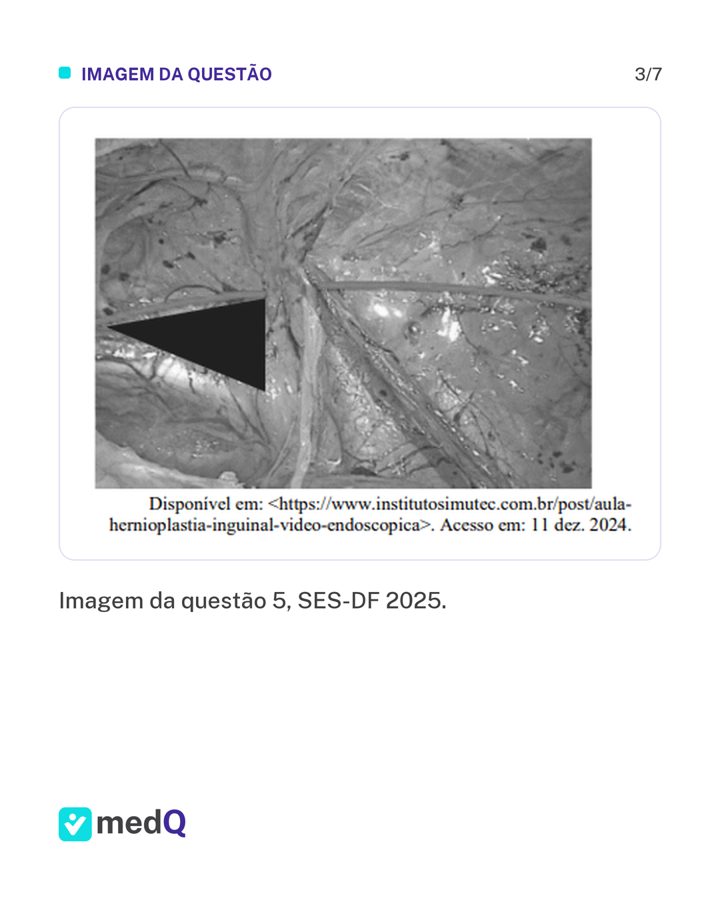 IMAGEM DA QUESTÃO
3/7
Disponível em: <https://www.institutosimutec.com.br/post/aula-
hernioplastia-inguinal-video-endoscopica>. Acesso em: 11 dez. 2024.
Imagem da questão 5, SES-DF 2025.
medQ